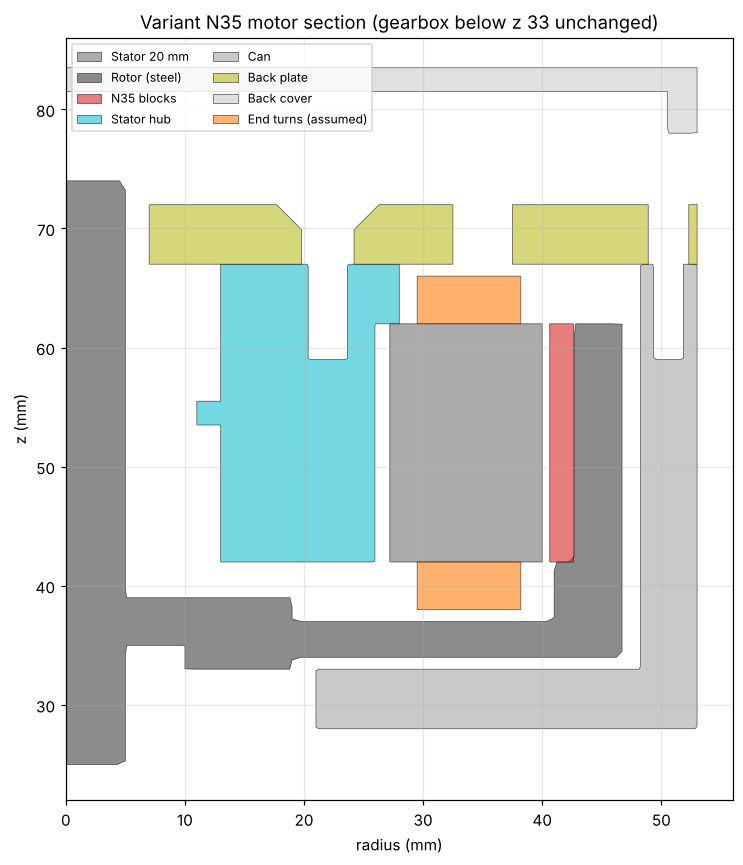 Variant N35 motor section (gearbox below z 33 unchanged)
Stator 20 mm
Rotor (steel)
N35 blocks
Stator hub
Can
Back plate
Back cover
End turns (assumed)
80
70
60
50
40
30
z (mm)
0 10 20 30 40 50
radius (mm)